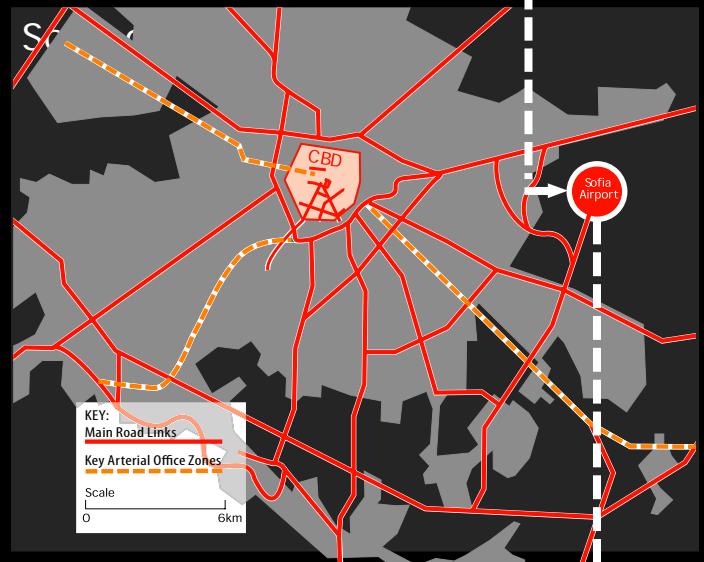 CBD
Sofia
Airport
KEY:
Main Road Links
Key Arterial Office Zones
Scale
0 6km